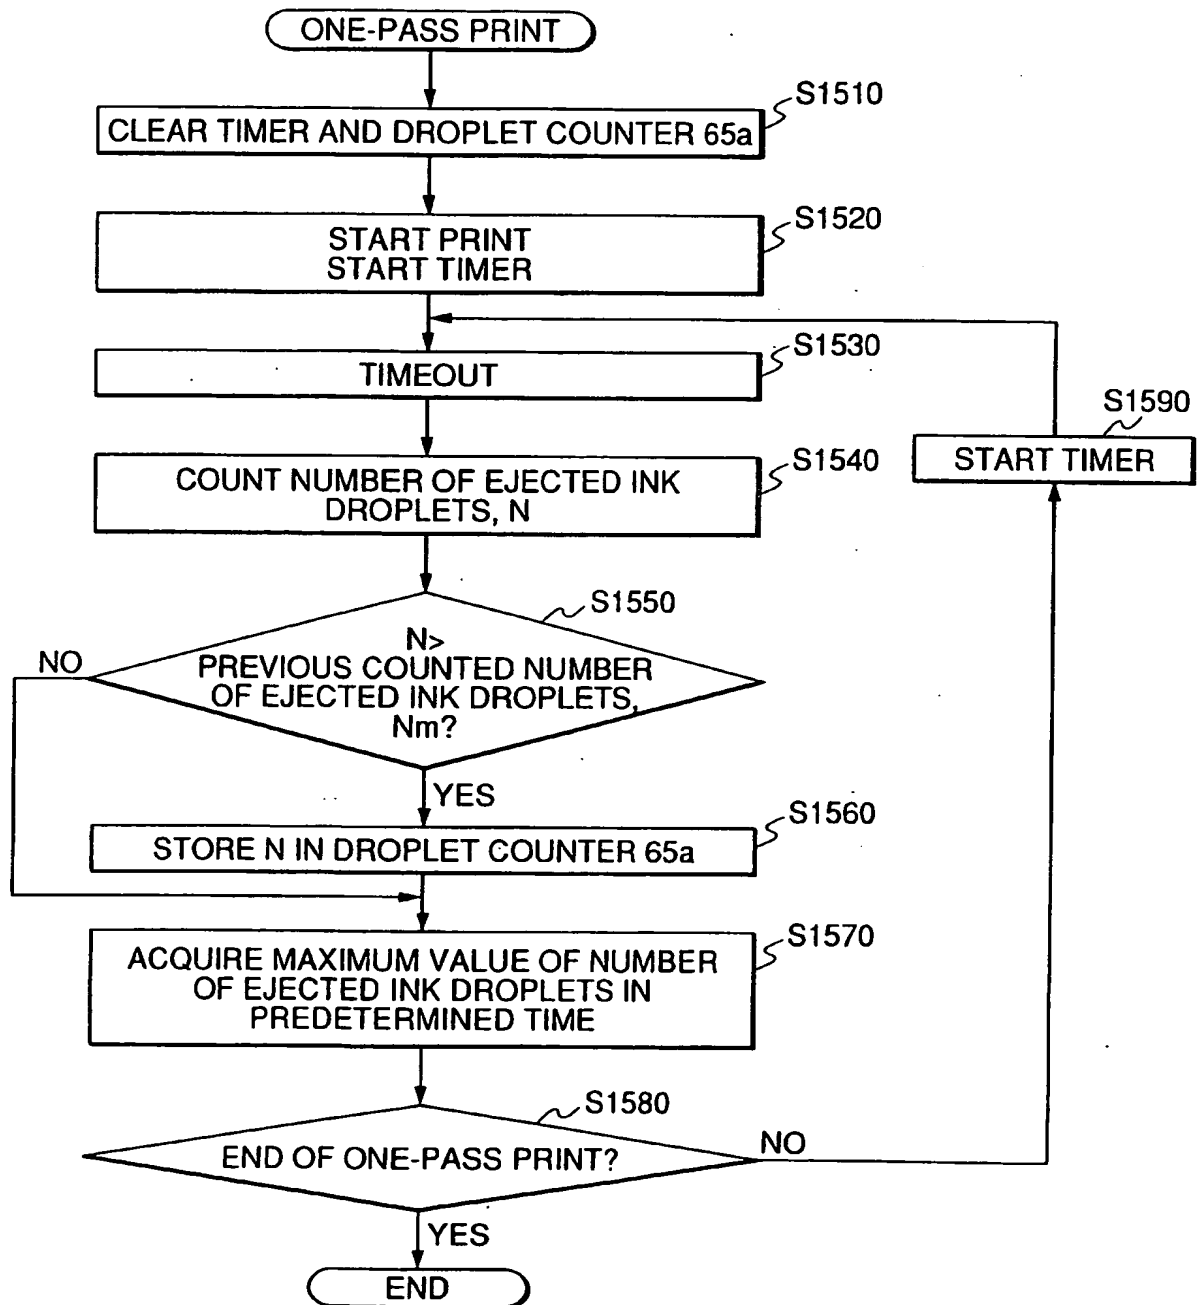 ONE-PASS PRINT
S1510
CLEAR TIMER AND DROPLET COUNTER 65a
S1520
START PRINT
START TIMER
S1530
TIMEOUT
S1590
START TIMER
S1540
COUNT NUMBER OF EJECTED INK
DROPLETS, N
S1550
N>
PREVIOUS COUNTED NUMBER
OF EJECTED INK DROPLETS,
Nm?
NO
YES
S1560
STORE N IN DROPLET COUNTER 65a
S1570
ACQUIRE MAXIMUM VALUE OF NUMBER
OF EJECTED INK DROPLETS IN
PREDETERMINED TIME
S1580
END OF ONE-PASS PRINT?
NO
YES
END